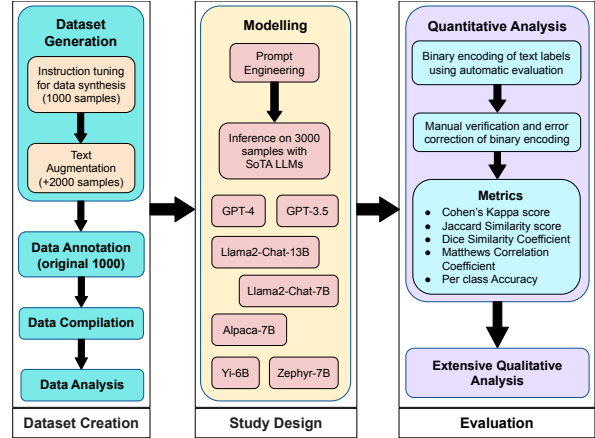 Dataset
Generation
Instruction tuning
for data synthesis
(1000 samples)
Text
Augmentation
(+2000 samples)
Data Annotation
(original 1000)
Data Compilation
Data Analysis
Dataset Creation
Modelling
Prompt
Engineering
Inference on 3000
samples with
SoTA LLMs
GPT-4
GPT-3.5
Llama2-Chat-13B
Llama2-Chat-7B
Alpaca-7B
Yi-6B
Zephyr-7B
Study Design
Quantitative Analysis
Binary encoding of text labels
using automatic evaluation
Manual verification and error
correction of binary encoding
Metrics
● Cohen's Kappa score
● Jaccard Similarity score
● Dice Similarity Coefficient
● Matthews Correlation
Coefficient
● Per class Accuracy
Extensive Qualitative
Analysis
Evaluation